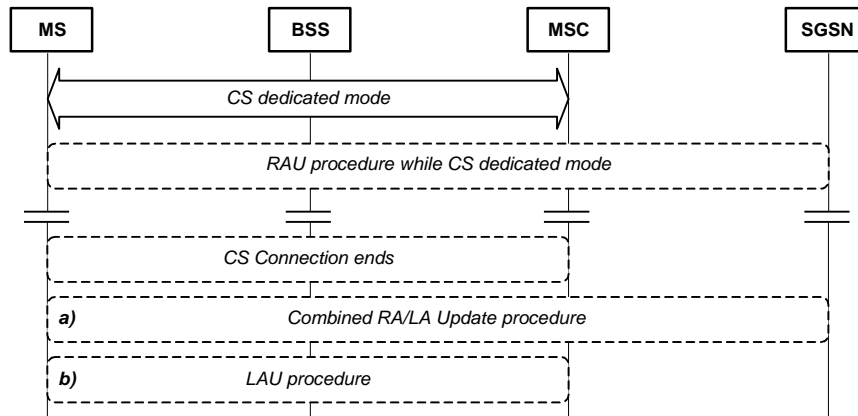 MS BSS MSC SGSN
CS dedicated mode
RAU procedure while CS dedicated mode
CS Connection ends
a) Combined RA/LA Update procedure
b) LAU procedure